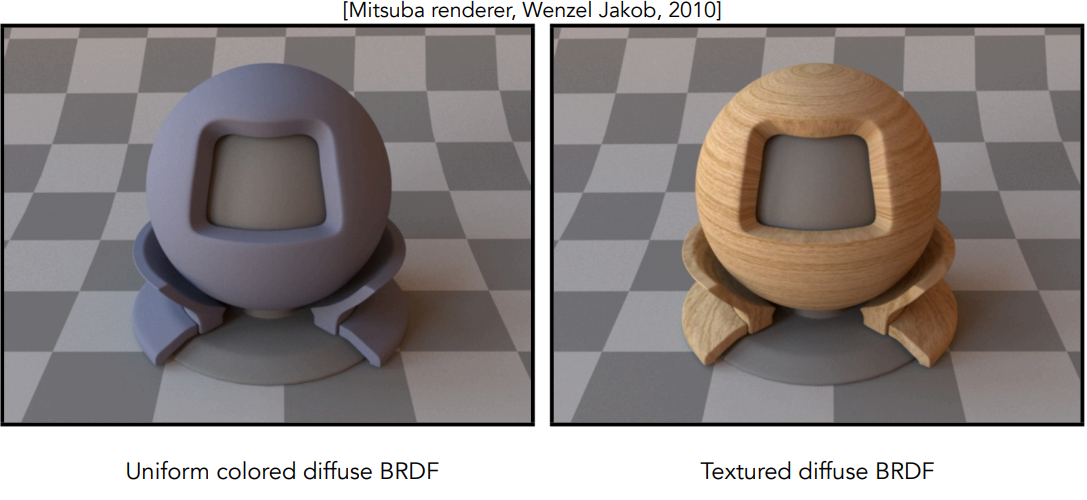 [Mitsuba renderer, Wenzel Jakob, 2010]
Uniform colored diffuse BRDF
Textured diffuse BRDF